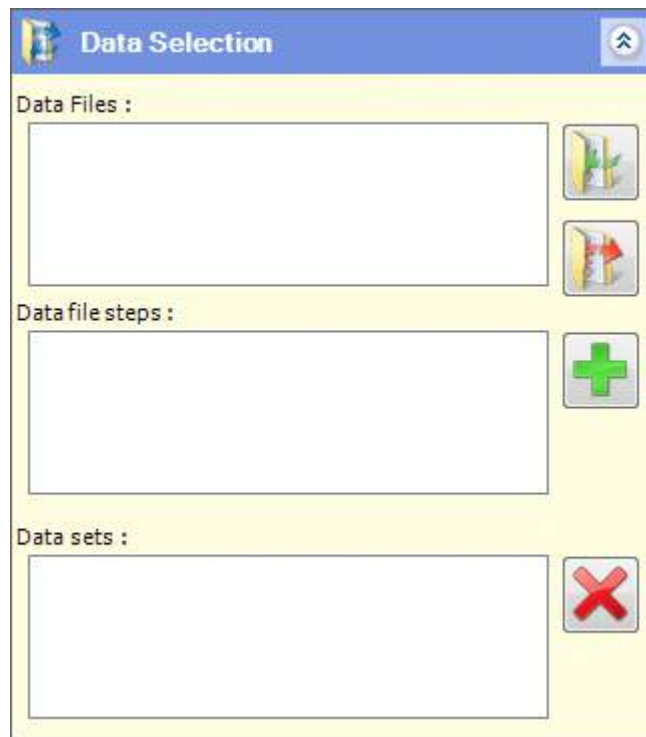 Data Selection
Data Files :
Data file steps :
Data sets :